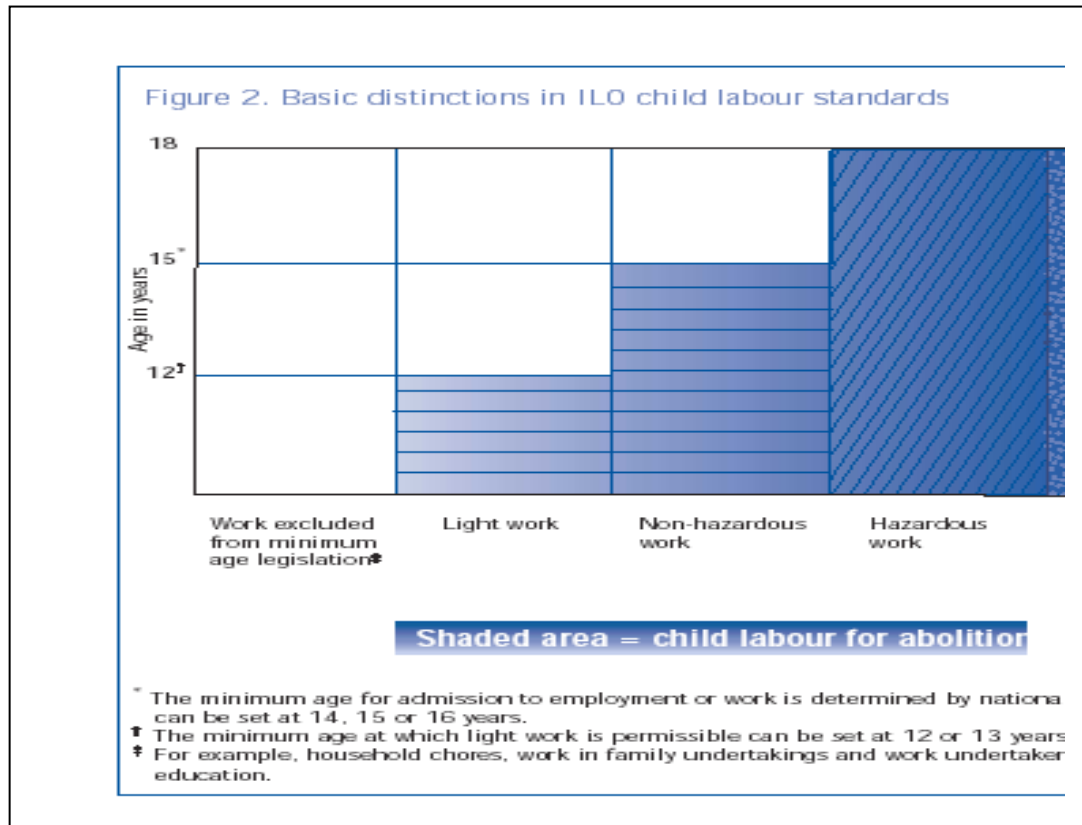 Figure 2. Basic distinctions in ILO child labour standards
18
15*
Age in years
12†
Work excluded
from minimum
age legislation‡
Light work
Non-hazardous
work
Hazardous
work
Shaded area = child labour for abolition
* The minimum age for admission to employment or work is determined by nationa
can be set at 14, 15 or 16 years.
† The minimum age at which light work is permissible can be set at 12 or 13 years
‡ For example, household chores, work in family undertakings and work undertaken
education.